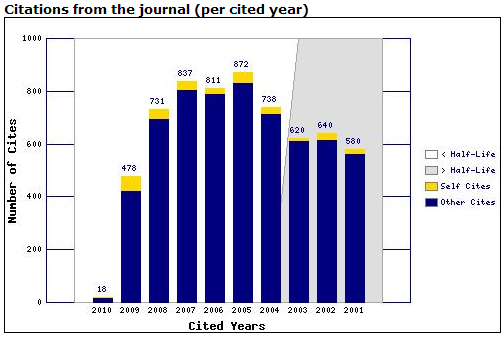 Citations from the journal (per cited year)
1000
800
600
400
200
0
Number of Cites
18
478
731
837
811
872
738
620
640
580
2010 2009 2008 2007 2006 2005 2004 2003 2002 2001
Cited Years
< Half-Life
> Half-Life
Self Cites
Other Cites